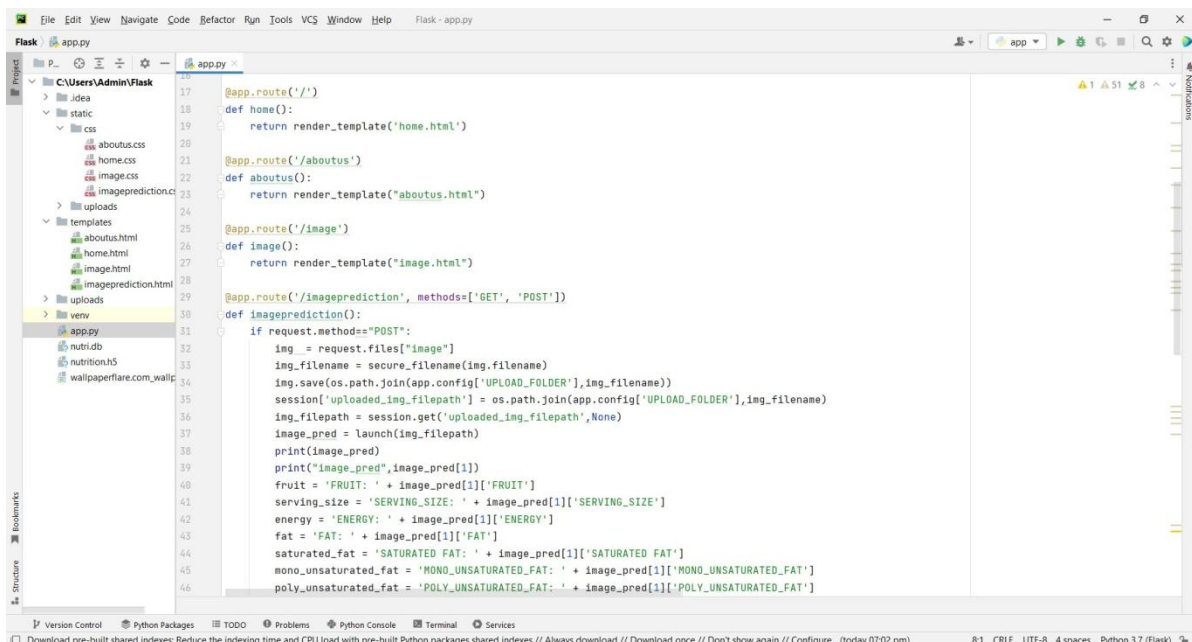 File Edit View Navigate Code Refactor Run Tools VCS Window Help Flask - app.py
Flask app.py app
P... app.py
C:\Users\Admin\Flask
.idea
static
css
aboutus.css
home.css
image.css
imageprediction.cs
uploads
templates
aboutus.html
home.html
image.html
imageprediction.html
uploads
venv
app.py
nutri.db
nutrition.h5
wallpaperflare.com_wallp
16
17 @app.route('/')
18 def home():
19 return render_template('home.html')
20
21 @app.route('/aboutus')
22 def aboutus():
23 return render_template("aboutus.html")
24
25 @app.route('/image')
26 def image():
27 return render_template("image.html")
28
29 @app.route('/imageprediction', methods=['GET', 'POST'])
30 def imageprediction():
31 if request.method=="POST":
32 img = request.files["image"]
33 img_filename = secure_filename(img.filename)
34 img.save(os.path.join(app.config['UPLOAD_FOLDER'],img_filename))
35 session['uploaded_img_filepath'] = os.path.join(app.config['UPLOAD_FOLDER'],img_filename)
36 img_filepath = session.get('uploaded_img_filepath',None)
37 image_pred = launch(img_filepath)
38 print(image_pred)
39 print("image_pred",image_pred[1])
40 fruit = 'FRUIT: ' + image_pred[1]['FRUIT']
41 serving_size = 'SERVING_SIZE: ' + image_pred[1]['SERVING_SIZE']
42 energy = 'ENERGY: ' + image_pred[1]['ENERGY']
43 fat = 'FAT: ' + image_pred[1]['FAT']
44 saturated_fat = 'SATURATED FAT: ' + image_pred[1]['SATURATED FAT']
45 mono_unsaturated_fat = 'MONO_UNSATURATED_FAT: ' + image_pred[1]['MONO_UNSATURATED_FAT']
46 poly_unsaturated_fat = 'POLY_UNSATURATED_FAT: ' + image_pred[1]['POLY_UNSATURATED_FAT']
1 51 8
Project
Bookmarks
Structure
Notifications
Version Control Python Packages TODO Problems Python Console Terminal Services
Download pre-built shared indexes: Reduce the indexing time and CPU load with pre-built Python packages shared indexes // Always download // Download once // Don't show again // Configure... (today 07:02 pm) 8:1 CRLF UTF-8 4 spaces Python 3.7 (Flask)